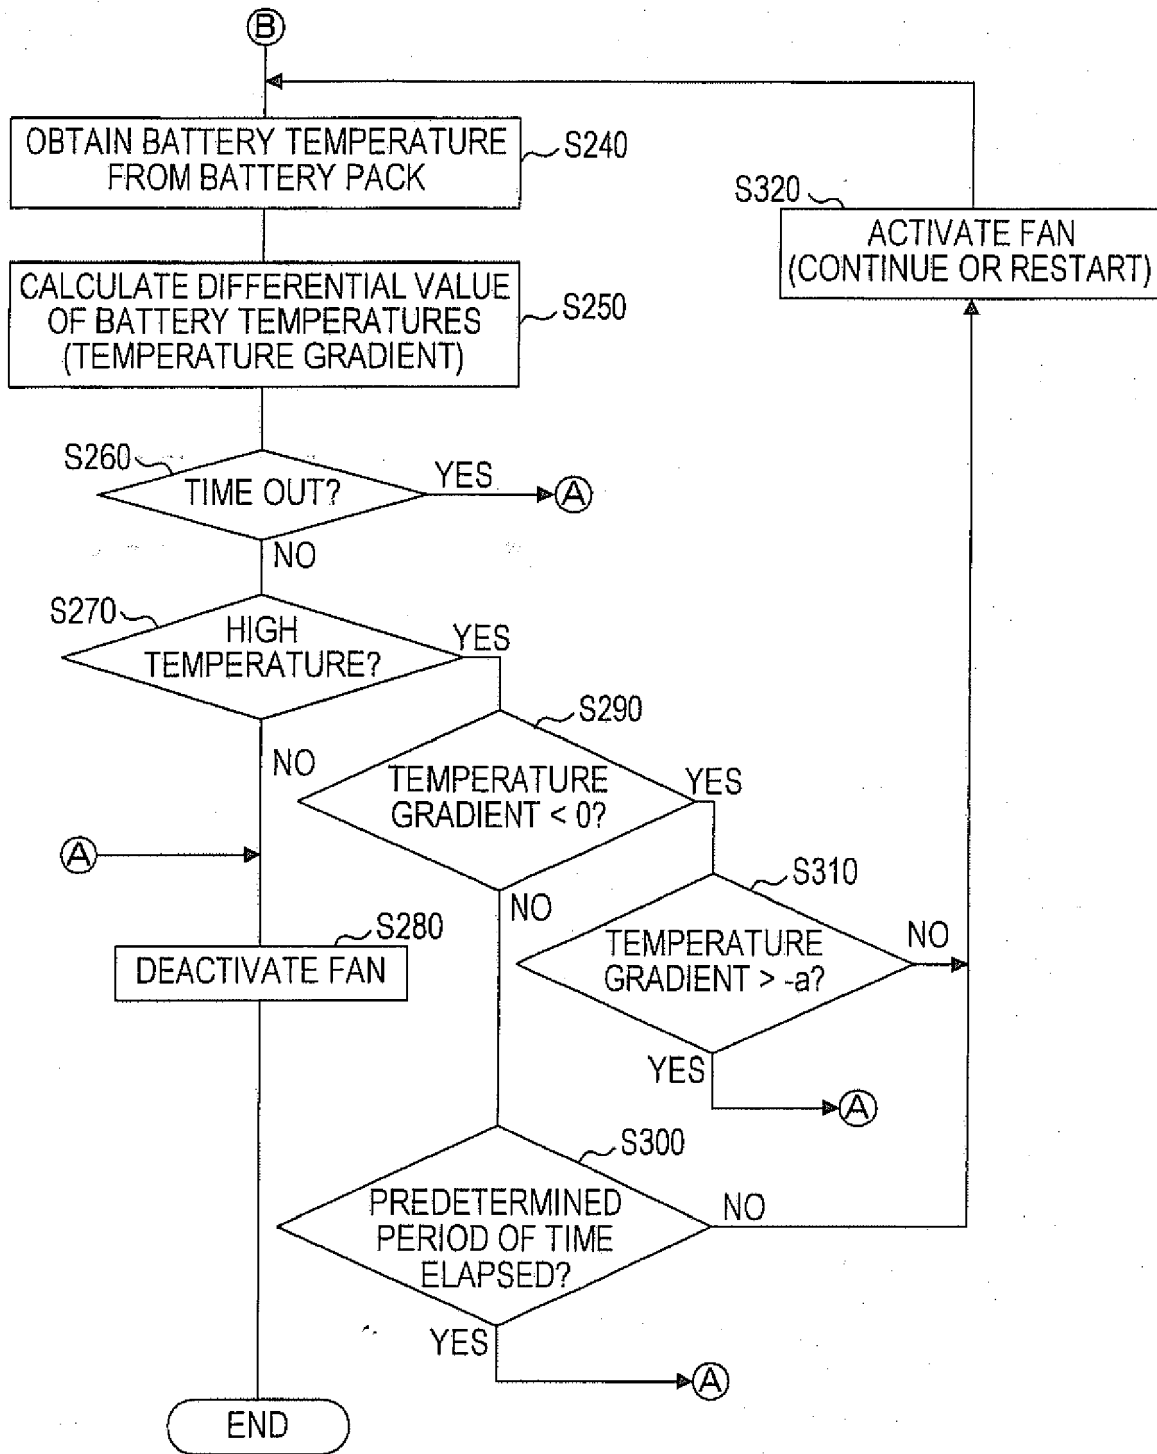 B
OBTAIN BATTERY TEMPERATURE
FROM BATTERY PACK
S240
S320
ACTIVATE FAN
(CONTINUE OR RESTART)
CALCULATE DIFFERENTIAL VALUE
OF BATTERY TEMPERATURES
(TEMPERATURE GRADIENT)
S250
S260
TIME OUT?
YES
A
NO
S270
HIGH
TEMPERATURE?
YES
NO
S290
TEMPERATURE
GRADIENT < 0?
YES
NO
A
S310
TEMPERATURE
GRADIENT > -a?
NO
YES
A
S280
DEACTIVATE FAN
S300
PREDETERMINED
PERIOD OF TIME
ELAPSED?
NO
YES
A
END